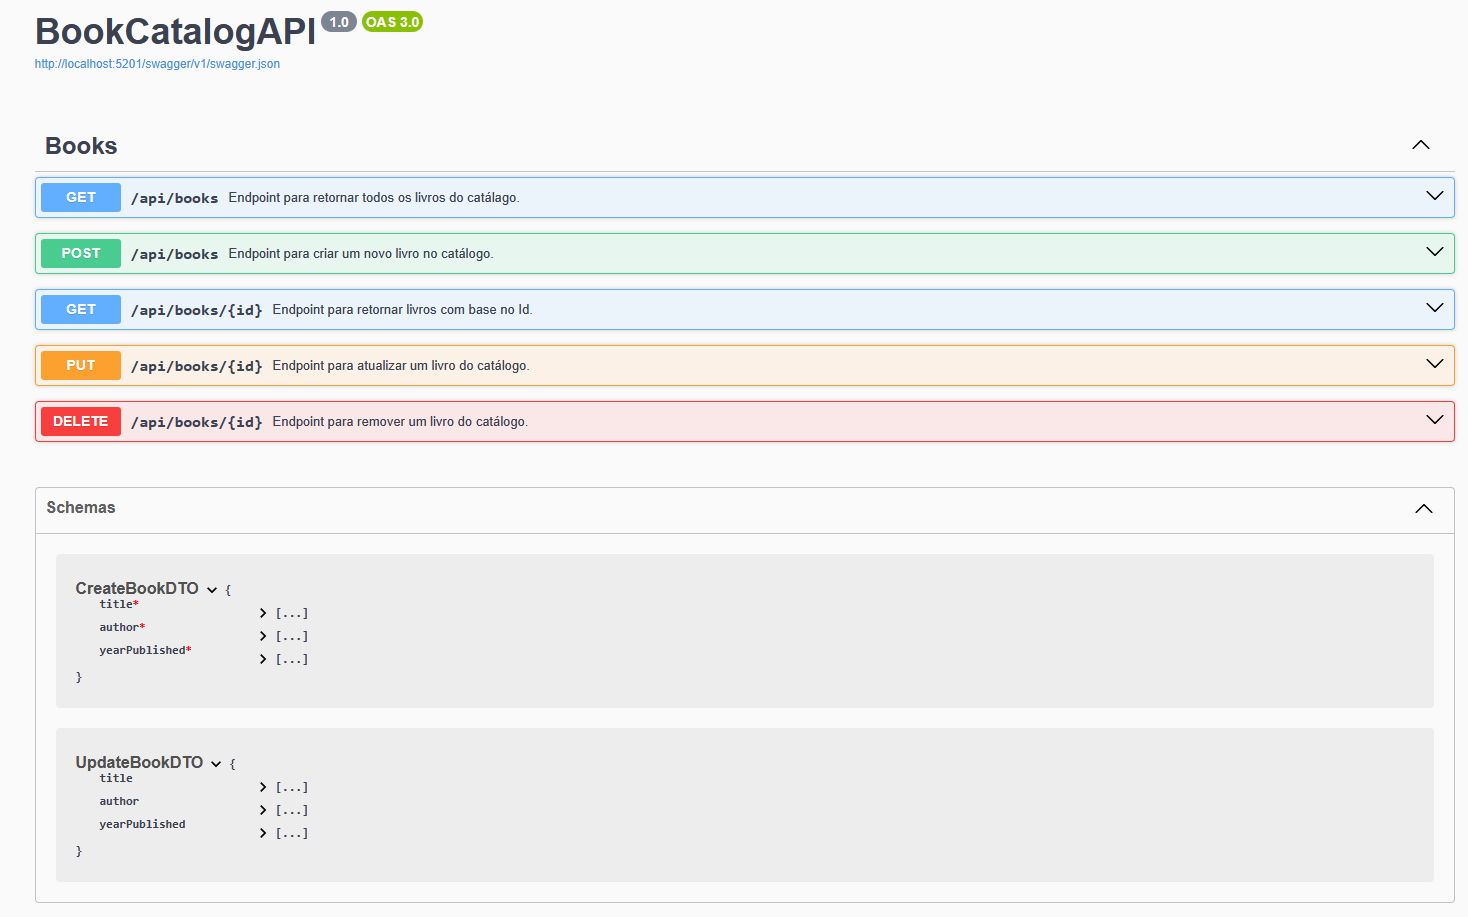 BookCatalogAPI 1.0 OAS 3.0
http://localhost:5201/swagger/v1/swagger.json
Books
GET /api/books Endpoint para retornar todos os livros do catálago.
POST /api/books Endpoint para criar um novo livro no catálogo.
GET /api/books/{id} Endpoint para retornar livros com base no Id.
PUT /api/books/{id} Endpoint para atualizar um livro do catálogo.
DELETE /api/books/{id} Endpoint para remover um livro do catálogo.
Schemas
CreateBookDTO {
title* [...]
author* [...]
yearPublished* [...]
}
UpdateBookDTO {
title [...]
author [...]
yearPublished [...]
}